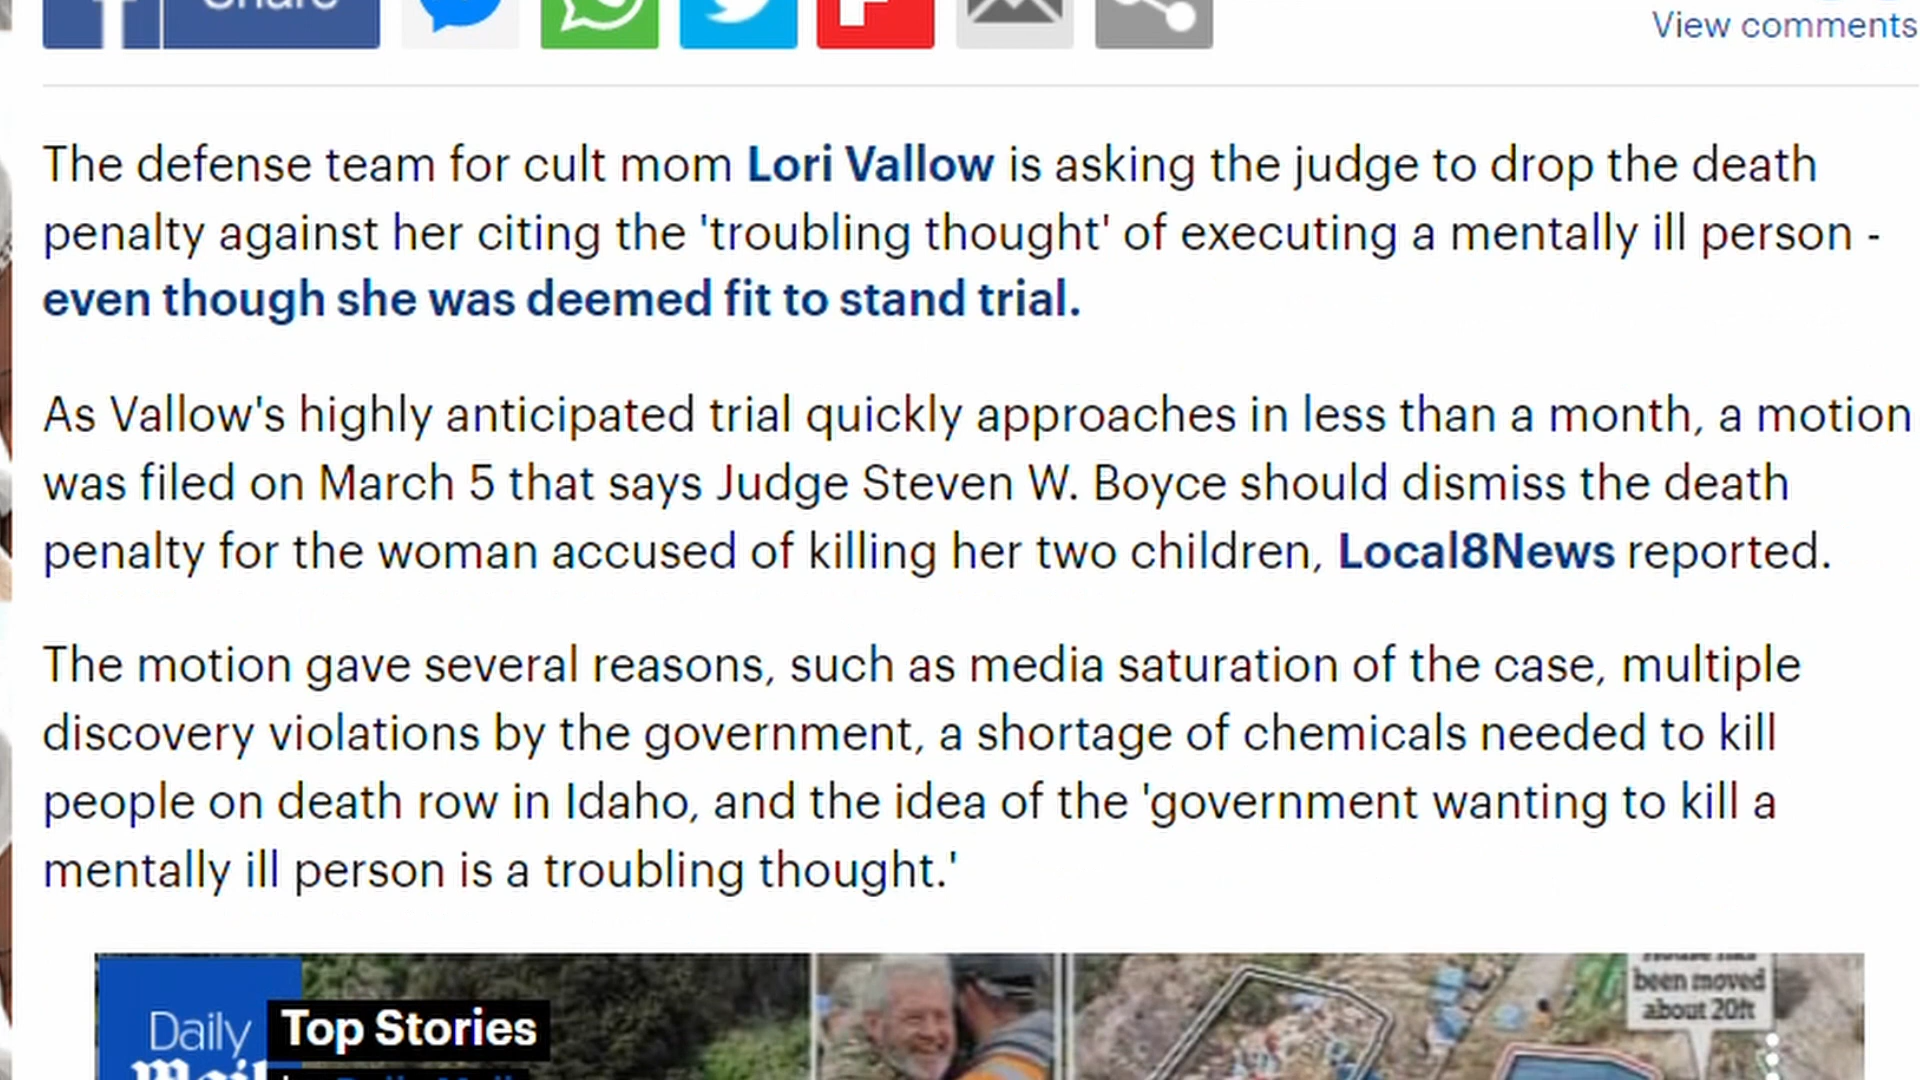 Share
View comments
The defense team for cult mom Lori Vallow is asking the judge to drop the death
penalty against her citing the 'troubling thought' of executing a mentally ill person -
even though she was deemed fit to stand trial.
As Vallow's highly anticipated trial quickly approaches in less than a month, a motion
was filed on March 5 that says Judge Steven W. Boyce should dismiss the death
penalty for the woman accused of killing her two children, Local8News reported.
The motion gave several reasons, such as media saturation of the case, multiple
discovery violations by the government, a shortage of chemicals needed to kill
people on death row in Idaho, and the idea of the 'government wanting to kill a
mentally ill person is a troubling thought.'
been moved
about 20ft
Daily
Mail
Top Stories